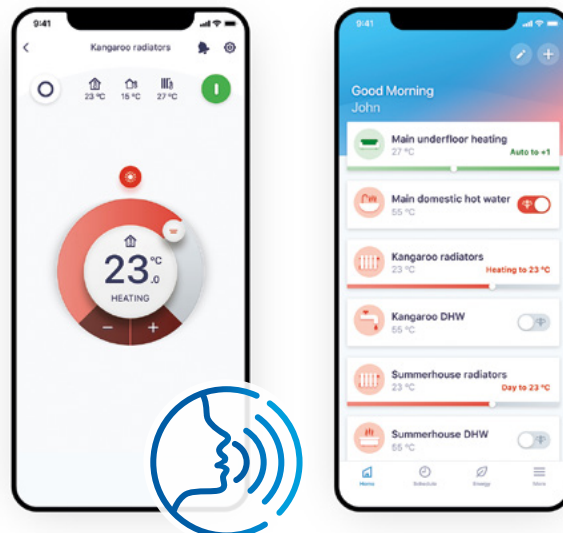 9:41
Kangaroo radiators
23 °C
15 °C
27 °C
23.0 °C
HEATING
− +
9:41
Good Morning
John
Main underfloor heating
27 °C Auto to +1
Main domestic hot water
55 °C
Kangaroo radiators
23 °C Heating to 23 °C
Kangaroo DHW
55 °C
Summerhouse radiators
23 °C Day to 23 °C
Summerhouse DHW
55 °C
Home Schedule Energy More